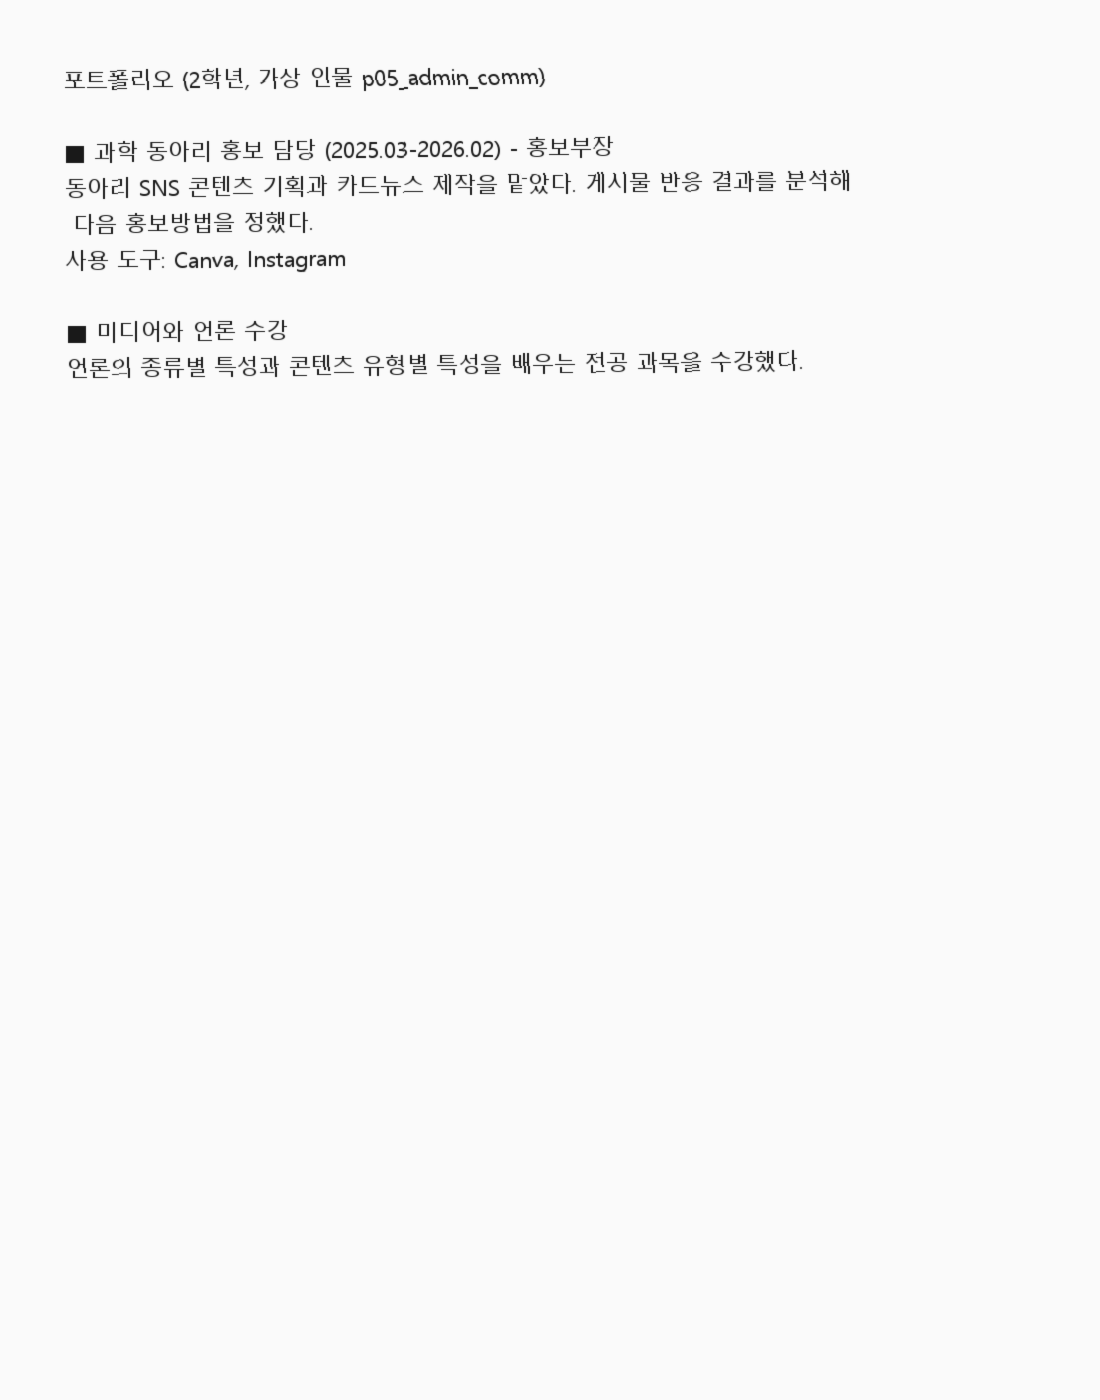 포트폴리오 (2학년, 가상 인물 p05_admin_comm)
■ 과학 동아리 홍보 담당 (2025.03-2026.02) - 홍보부장
동아리 SNS 콘텐츠 기획과 카드뉴스 제작을 맡았다. 게시물 반응 결과를 분석해
다음 홍보방법을 정했다.
사용 도구: Canva, Instagram
■ 미디어와 언론 수강
언론의 종류별 특성과 콘텐츠 유형별 특성을 배우는 전공 과목을 수강했다.